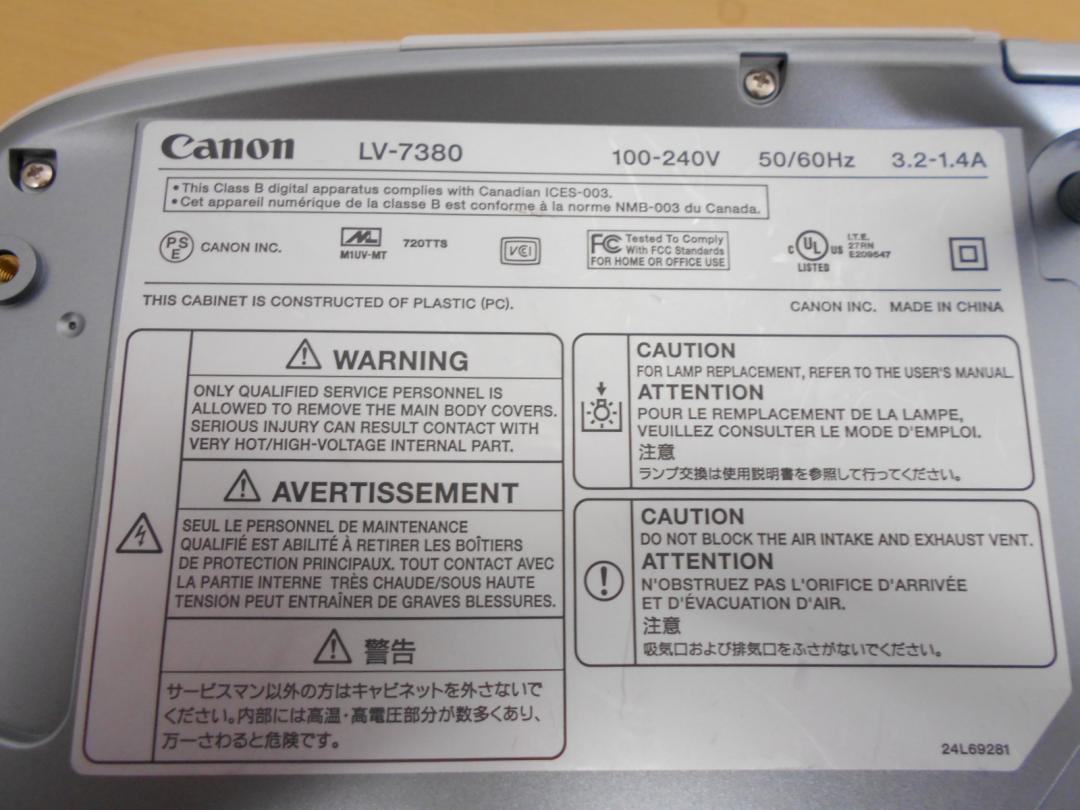 Canon LV-7380 100-240V 50/60Hz 3.2-1.4A
•This Class B digital apparatus complies with Canadian ICES-003.
•Cet appareil numérique de la classe B est conforme à la norme NMB-003 du Canada.
PSE CANON INC.
M1UV-MT
720TTS
VCI
FC Tested To Comply
With FCC Standards
FOR HOME OR OFFICE USE
C UL US
LISTED
I.T.E.
27RN
E209547
THIS CABINET IS CONSTRUCTED OF PLASTIC (PC).
CANON INC. MADE IN CHINA
WARNING
ONLY QUALIFIED SERVICE PERSONNEL IS
ALLOWED TO REMOVE THE MAIN BODY COVERS.
SERIOUS INJURY CAN RESULT CONTACT WITH
VERY HOT/HIGH-VOLTAGE INTERNAL PART.
AVERTISSEMENT
SEUL LE PERSONNEL DE MAINTENANCE
QUALIFIÉ EST ABILITÉ À RETIRER LES BOÎTIERS
DE PROTECTION PRINCIPAUX. TOUT CONTACT AVEC
LA PARTIE INTERNE TRÈS CHAUDE/SOUS HAUTE
TENSION PEUT ENTRAÎNER DE GRAVES BLESSURES.
警告
サービスマン以外の方はキャビネットを外さないで
ください。内部には高温・高電圧部分が数多くあり、
万一さわると危険です。
CAUTION
FOR LAMP REPLACEMENT, REFER TO THE USER'S MANUAL.
ATTENTION
POUR LE REMPLACEMENT DE LA LAMPE,
VEUILLEZ CONSULTER LE MODE D'EMPLOI.
注意
ランプ交換は使用説明書を参照して行ってください。
CAUTION
DO NOT BLOCK THE AIR INTAKE AND EXHAUST VENT.
ATTENTION
N'OBSTRUEZ PAS L'ORIFICE D'ARRIVÉE
ET D'ÉVACUATION D'AIR.
注意
吸気口および排気口をふさがないでください。
24L69281